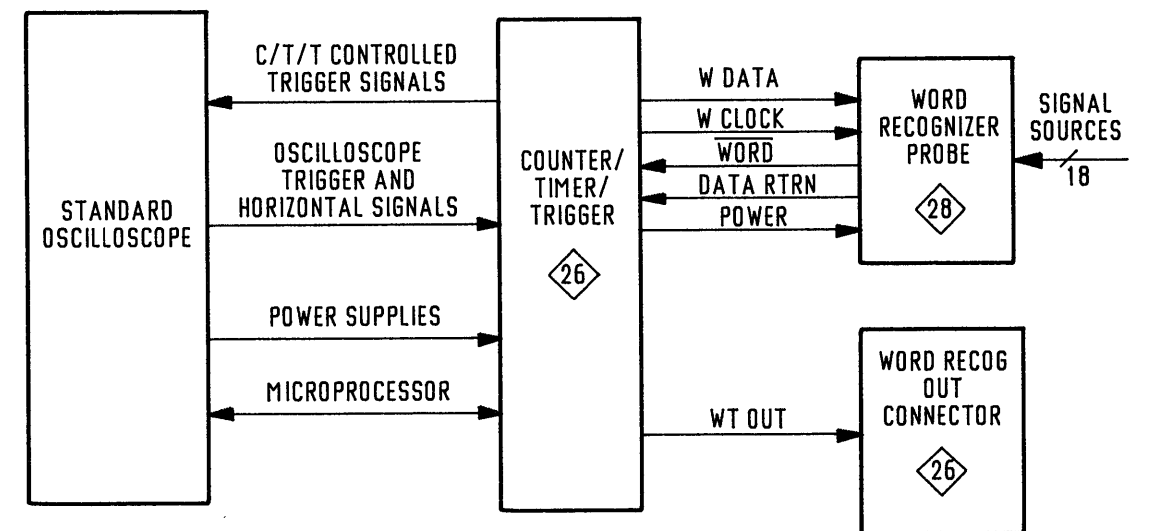 STANDARD
OSCILLOSCOPE
C/T/T CONTROLLED
TRIGGER SIGNALS
OSCILLOSCOPE
TRIGGER AND
HORIZONTAL SIGNALS
POWER SUPPLIES
MICROPROCESSOR
COUNTER/
TIMER/
TRIGGER
26
W DATA
W CLOCK
WORD
DATA RTRN
POWER
WT OUT
WORD
RECOGNIZER
PROBE
28
SIGNAL
SOURCES
18
WORD RECOG
OUT
CONNECTOR
26